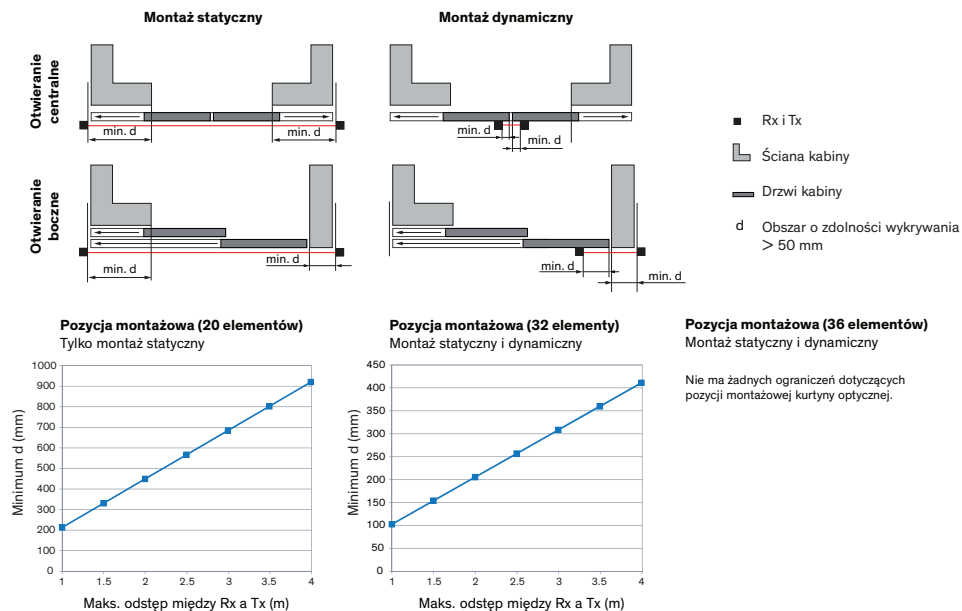 Montaż statyczny
Montaż dynamiczny
Otwieranie
centralne
min. d
min. d
min. d
min. d
Otwieranie
boczne
min. d
min. d
min. d
min. d
Rx i Tx
Ściana kabiny
Drzwi kabiny
d Obszar o zdolności wykrywania
> 50 mm
Pozycja montażowa (20 elementów)
Tylko montaż statyczny
1000
900
800
700
600
500
400
300
200
100
0
Minimum d (mm)
1 1.5 2 2.5 3 3.5 4
Maks. odstęp między Rx a Tx (m)
Pozycja montażowa (32 elementy)
Montaż statyczny i dynamiczny
450
400
350
300
250
200
150
100
50
0
Minimum d (mm)
1 1.5 2 2.5 3 3.5 4
Maks. odstęp między Rx a Tx (m)
Pozycja montażowa (36 elementów)
Montaż statyczny i dynamiczny
Nie ma żadnych ograniczeń dotyczących
pozycji montażowej kurtyny optycznej.